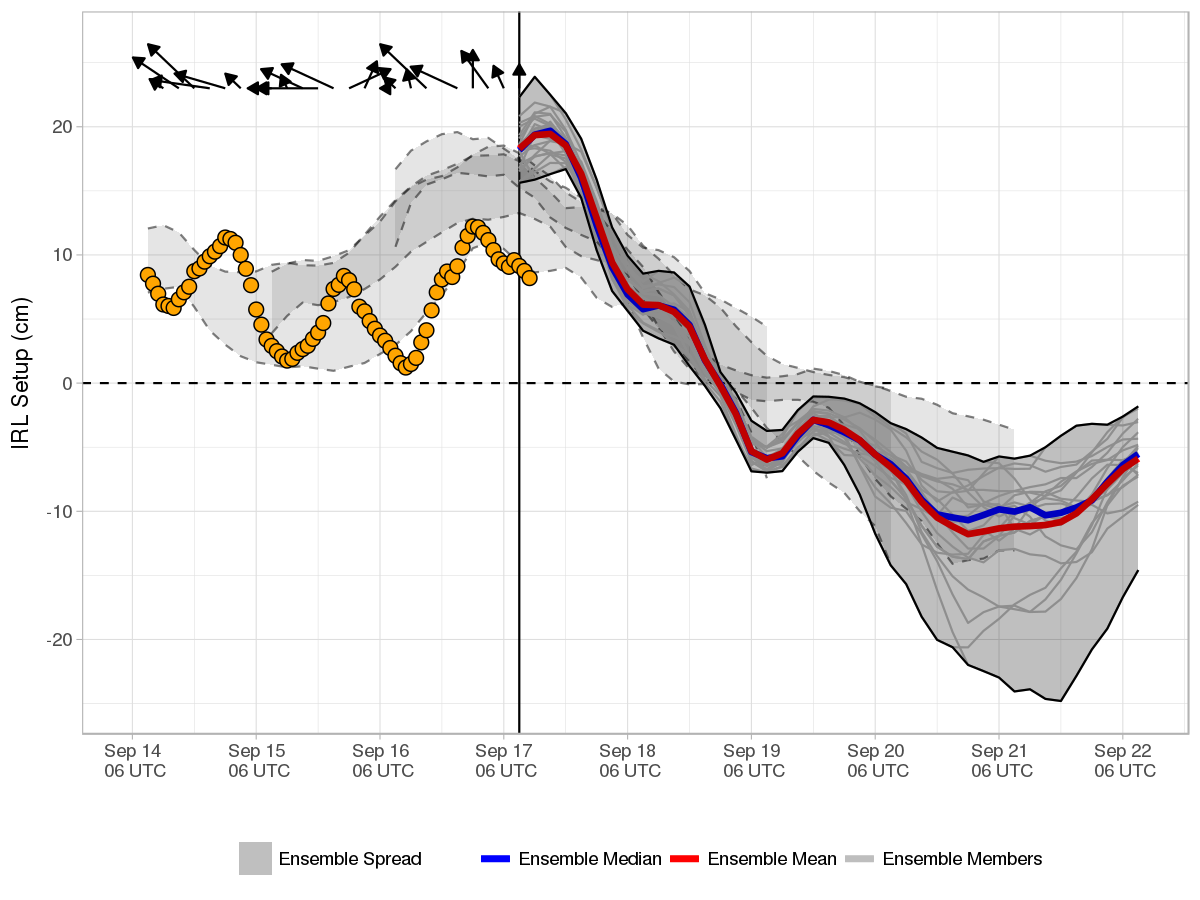 IRL Setup (cm)
20
10
0
-10
-20
Sep 14
06 UTC
Sep 15
06 UTC
Sep 16
06 UTC
Sep 17
06 UTC
Sep 18
06 UTC
Sep 19
06 UTC
Sep 20
06 UTC
Sep 21
06 UTC
Sep 22
06 UTC
Ensemble Spread
Ensemble Median
Ensemble Mean
Ensemble Members